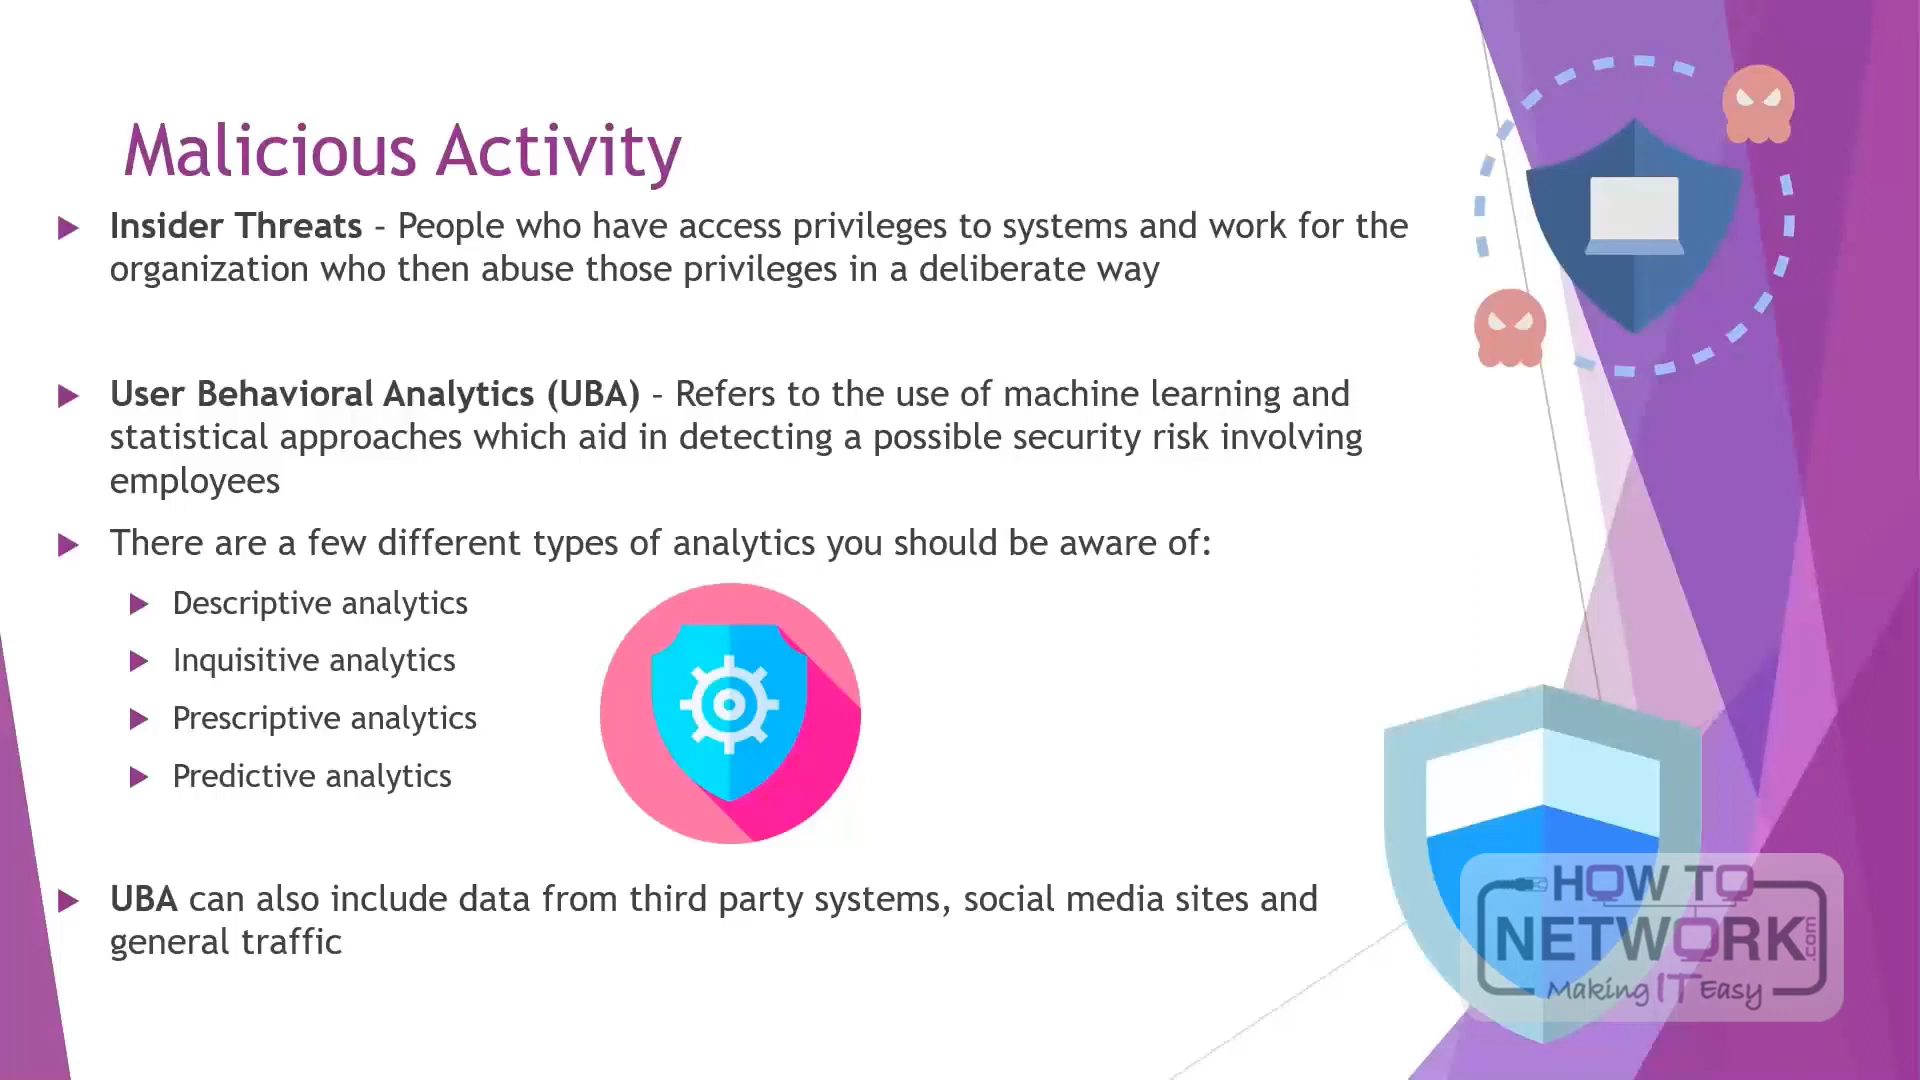 Malicious Activity
Insider Threats – People who have access privileges to systems and work for the
organization who then abuse those privileges in a deliberate way
User Behavioral Analytics (UBA) – Refers to the use of machine learning and
statistical approaches which aid in detecting a possible security risk involving
employees
There are a few different types of analytics you should be aware of:
Descriptive analytics
Inquisitive analytics
Prescriptive analytics
Predictive analytics
UBA can also include data from third party systems, social media sites and
general traffic
HOW TO
NETWORK.com
Making IT Easy